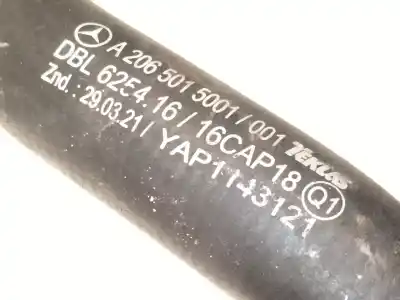 A 206 501 5001 / 001 TEKLAS
DBL 6254.16 / 16CAP18 Q1
Znd.: 29.03.21 / YAP1143121